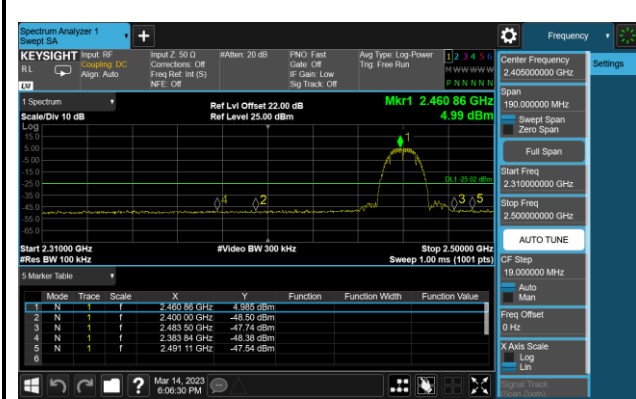 Spectrum Analyzer 1
Swept SA
Frequency
KEYSIGHT
RL
Input: RF
Coupling: DC
Align: Auto
Input Z: 50 Ω
Corrections: Off
Freq Ref: Int (S)
NFE: Off
#Atten: 20 dB
PNO: Fast
Gate: Off
IF Gain: Low
Sig Track: Off
Avg Type: Log-Power
Trig: Free Run
1 2 3 4 5 6
M W W W W W
P N N N N N
1 Spectrum
Scale/Div 10 dB
Ref Lvl Offset 22.00 dB
Ref Level 25.00 dBm
Mkr1 2.460 86 GHz
4.99 dBm
Log
15.0
5.00
-5.00
-15.0
-25.0
-35.0
-45.0
-55.0
-65.0
1
DL1 -25.02 dBm
4
2
3
5
Start 2.31000 GHz
#Res BW 100 kHz
#Video BW 300 kHz
Stop 2.50000 GHz
Sweep 1.00 ms (1001 pts)
5 Marker Table
Mode Trace Scale X Y Function Function Width Function Value
1 N 1 f 2.460 86 GHz 4.985 dBm
2 N 1 f 2.400 00 GHz -48.50 dBm
3 N 1 f 2.483 50 GHz -47.74 dBm
4 N 1 f 2.383 84 GHz -48.38 dBm
5 N 1 f 2.491 11 GHz -47.54 dBm
6
Mar 14, 2023
6:06:30 PM
Center Frequency
2.405000000 GHz
Settings
Span
190.000000 MHz
Swept Span
Zero Span
Full Span
Start Freq
2.310000000 GHz
Stop Freq
2.500000000 GHz
AUTO TUNE
CF Step
19.000000 MHz
Auto
Man
Freq Offset
0 Hz
X Axis Scale
Log
Lin
Signal Track
(Span Zoom)